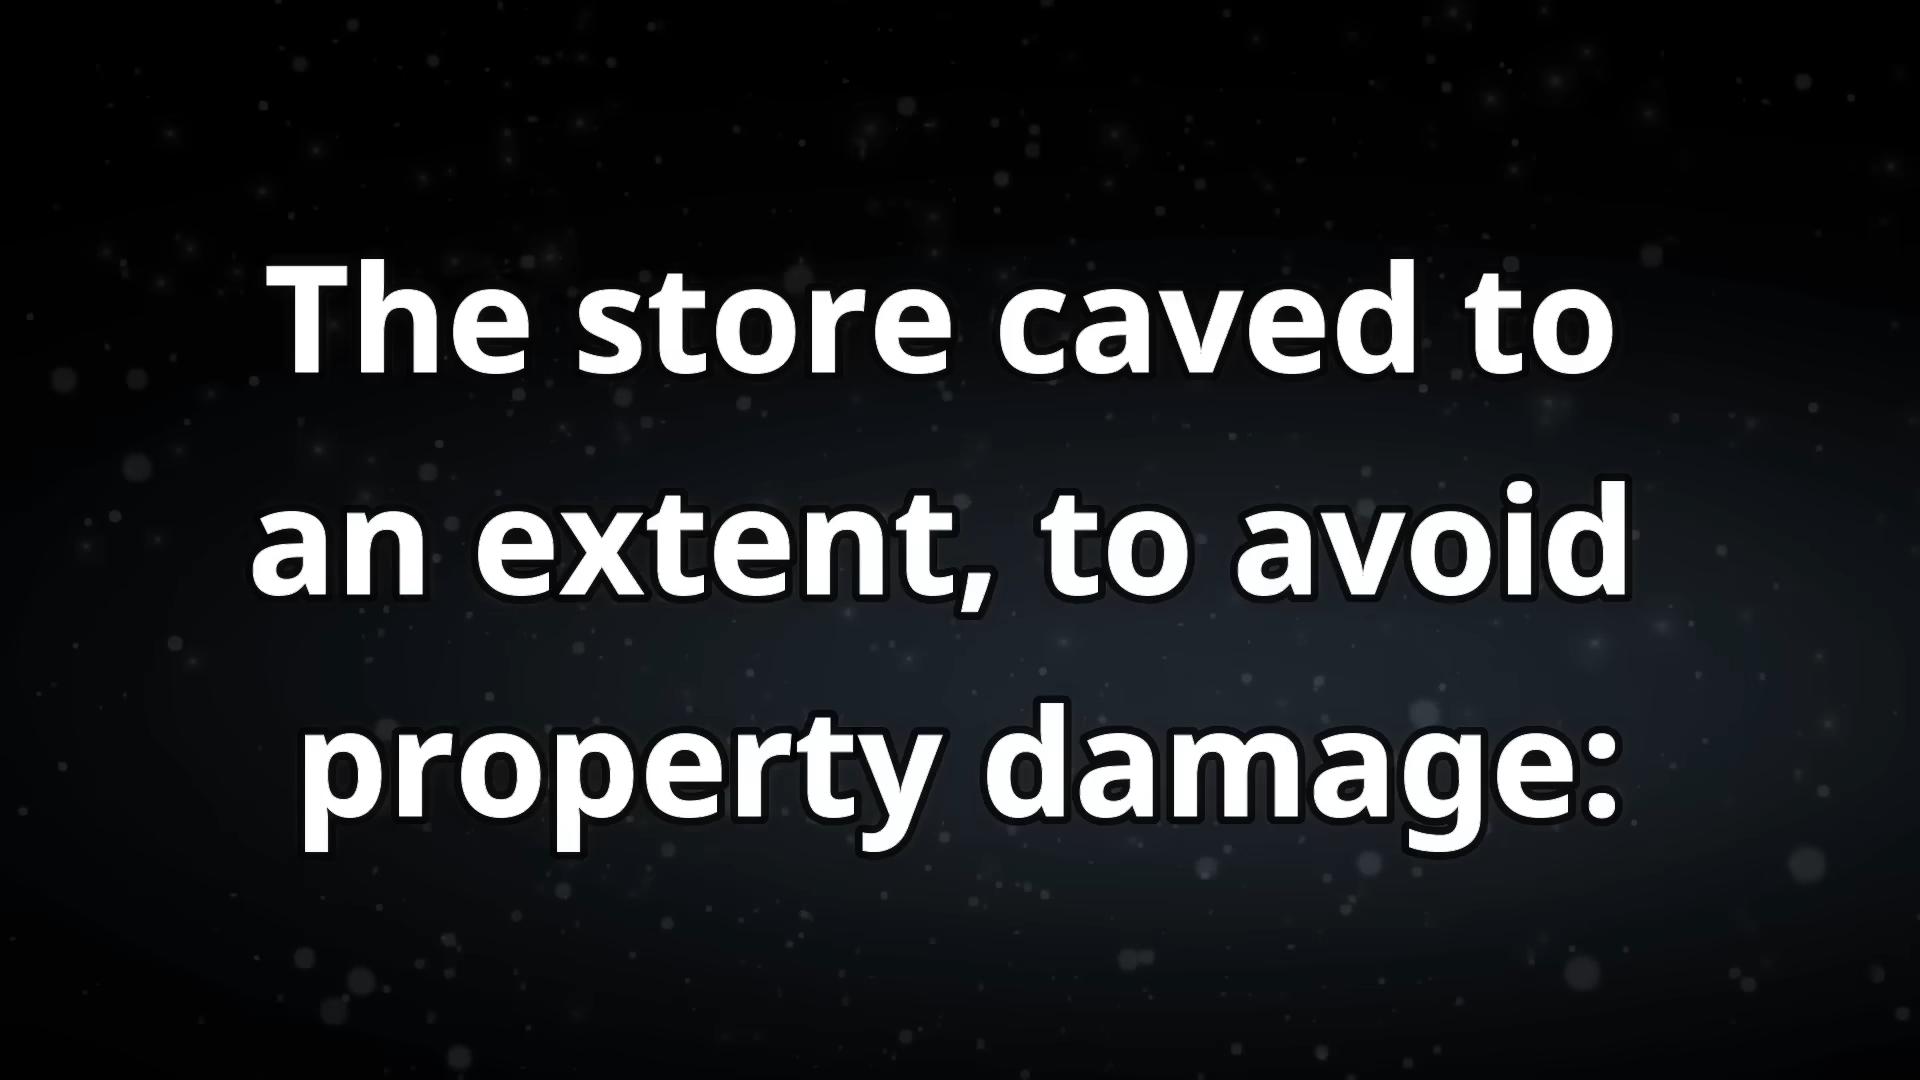 The store caved to
an extent, to avoid
property damage: